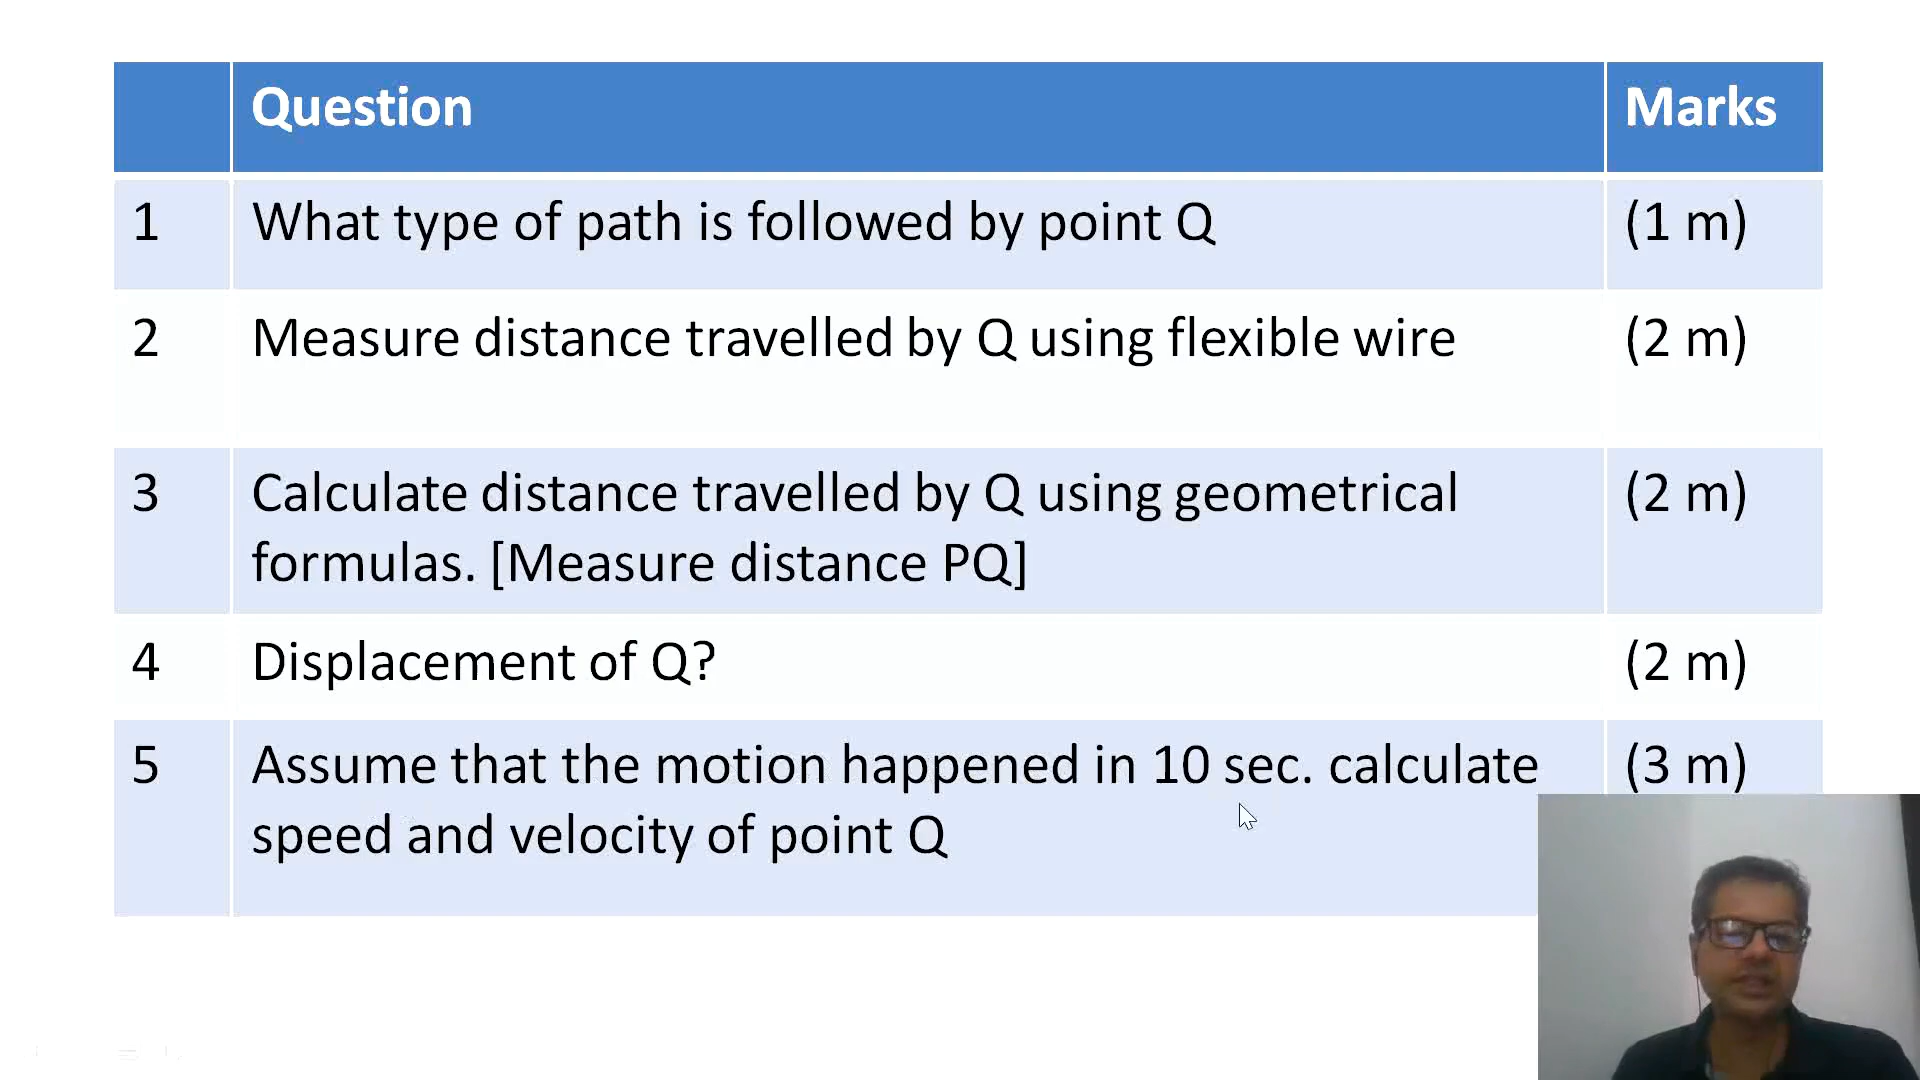 Question Marks
1 What type of path is followed by point Q (1 m)
2 Measure distance travelled by Q using flexible wire (2 m)
3 Calculate distance travelled by Q using geometrical (2 m)
formulas. [Measure distance PQ]
4 Displacement of Q? (2 m)
5 Assume that the motion happened in 10 sec. calculate (3 m)
speed and velocity of point Q